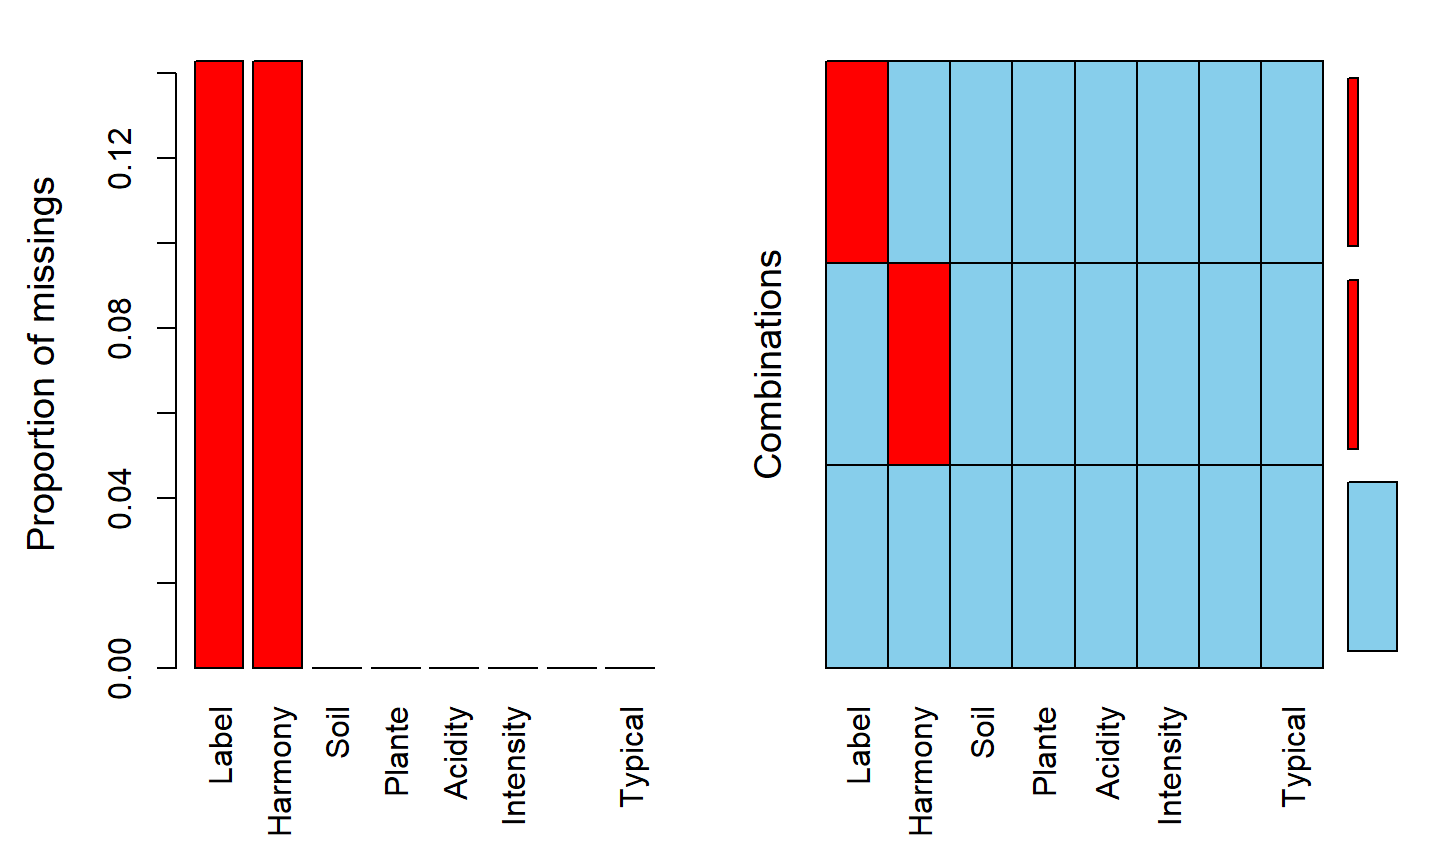 Proportion of missings
0.12
0.08
0.04
0.00
Label
Harmony
Soil
Plante
Acidity
Intensity
Typical
Combinations
Label
Harmony
Soil
Plante
Acidity
Intensity
Typical